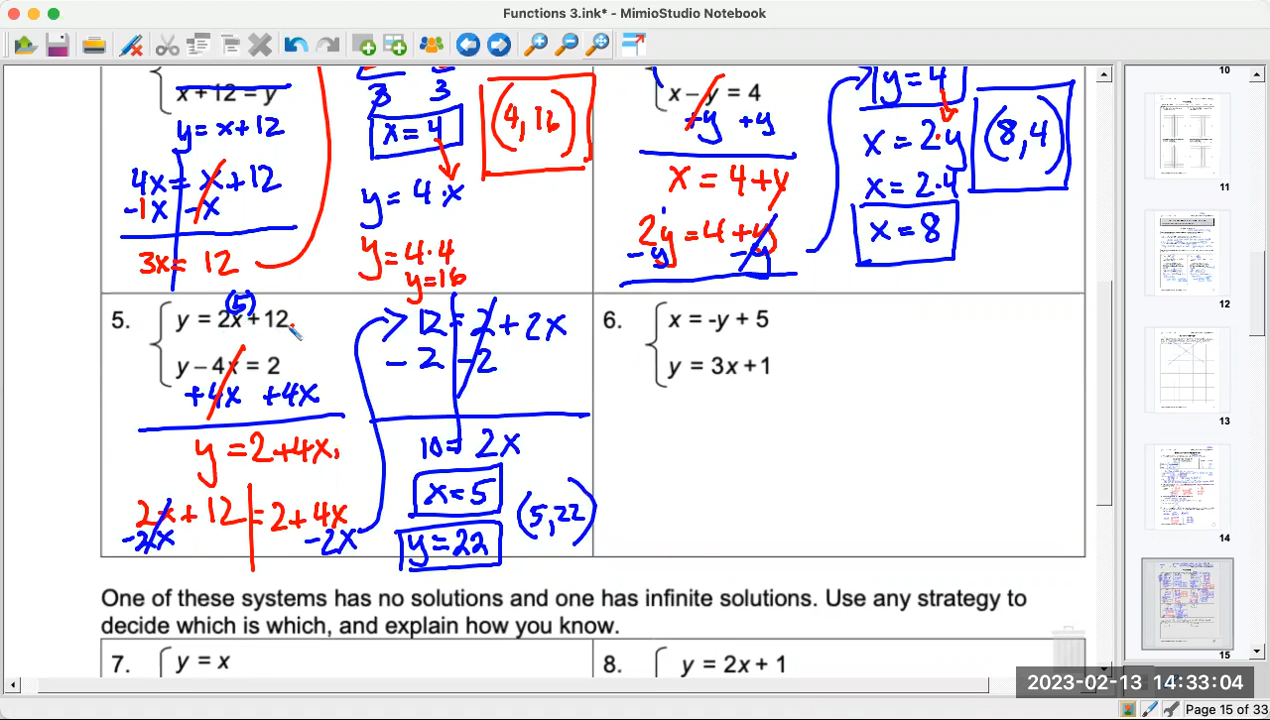 Functions 3.ink* - MimioStudio Notebook
x + 12 = y
y = x + 12
4x = x + 12
-1x -x
3x = 12
3 3
x = 4
y = 4 · x
y = 4 · 4
y = 16
(4, 16)
x – y = 4
+y +y
x = 4 + y
2y = 4 + y
-y -y
y = 4
x = 2 · y
x = 2 · 4
x = 8
(8, 4)
5.
(5)
y = 2x + 12
y – 4x = 2
+4x +4x
y = 2 + 4x
2x + 12 = 2 + 4x
-2x -2x
12 = 2 + 2x
-2 -2
10 = 2x
x = 5
y = 22
(5, 22)
6.
x = -y + 5
y = 3x + 1
One of these systems has no solutions and one has infinite solutions. Use any strategy to
decide which is which, and explain how you know.
7. y = x
8. y = 2x + 1
10
11
12
13
14
15
2023-02-13 14:33:04
Page 15 of 33